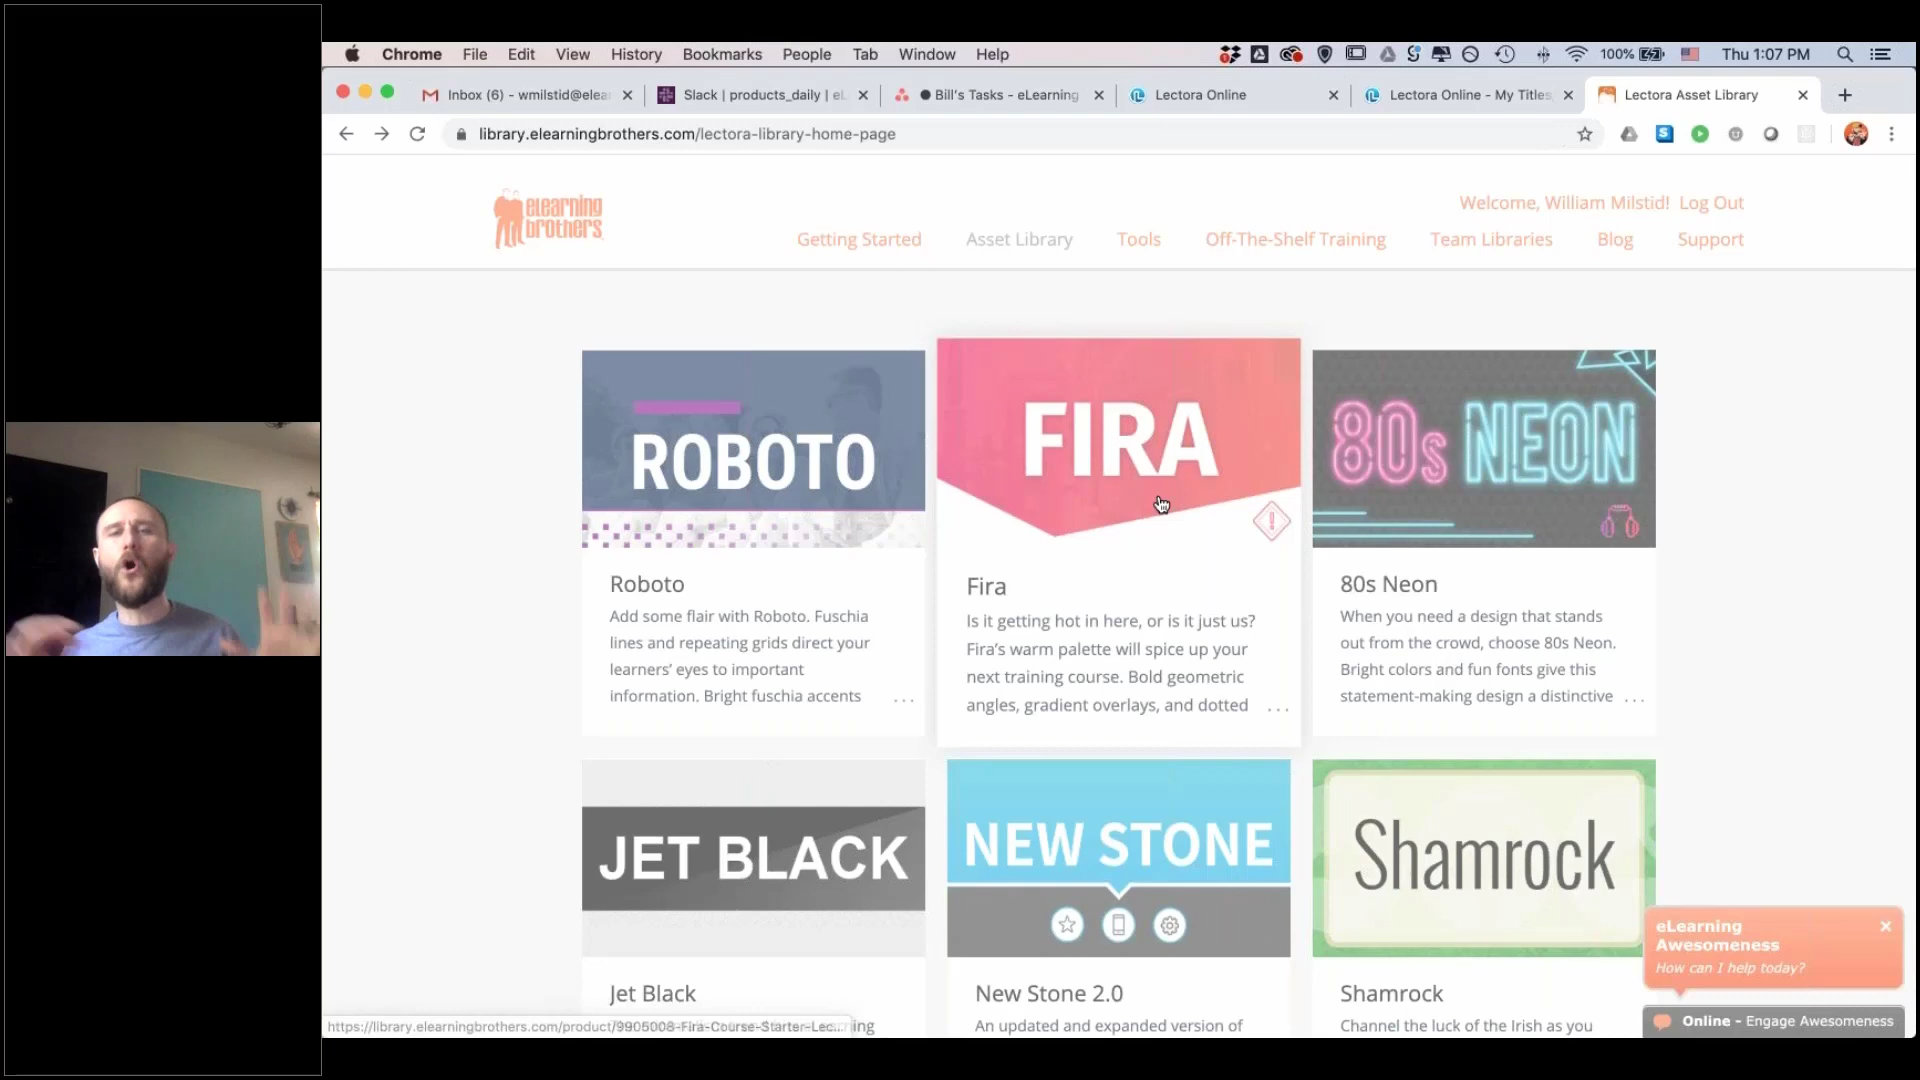 Chrome File Edit View History Bookmarks People Tab Window Help
100%
Thu 1:07 PM
Inbox (6) - wmilstid@elea
Slack | products_daily | eL
Bill's Tasks - eLearning
Lectora Online
Lectora Online - My Titles
Lectora Asset Library
library.elearningbrothers.com/lectora-library-home-page
elearning
brothers
Welcome, William Milstid! Log Out
Getting Started Asset Library Tools Off-The-Shelf Training Team Libraries Blog Support
ROBOTO
FIRA
80s NEON
Roboto
Add some flair with Roboto. Fuschia
lines and repeating grids direct your
learners' eyes to important
information. Bright fuschia accents ...
Fira
Is it getting hot in here, or is it just us?
Fira's warm palette will spice up your
next training course. Bold geometric
angles, gradient overlays, and dotted ...
80s Neon
When you need a design that stands
out from the crowd, choose 80s Neon.
Bright colors and fun fonts give this
statement-making design a distinctive ...
JET BLACK
NEW STONE
Shamrock
Jet Black
New Stone 2.0
An updated and expanded version of
Shamrock
Channel the luck of the Irish as you
eLearning
Awesomeness
How can I help today?
Online - Engage Awesomeness
https://library.elearningbrothers.com/product/9905008-Fira-Course-Starter-Lec...